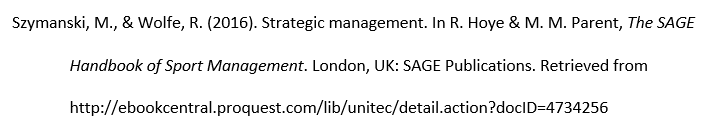 Szymanski, M., & Wolfe, R. (2016). Strategic management. In R. Hoye & M. M. Parent, The SAGE
Handbook of Sport Management. London, UK: SAGE Publications. Retrieved from
http://ebookcentral.proquest.com/lib/unitec/detail.action?docID=4734256